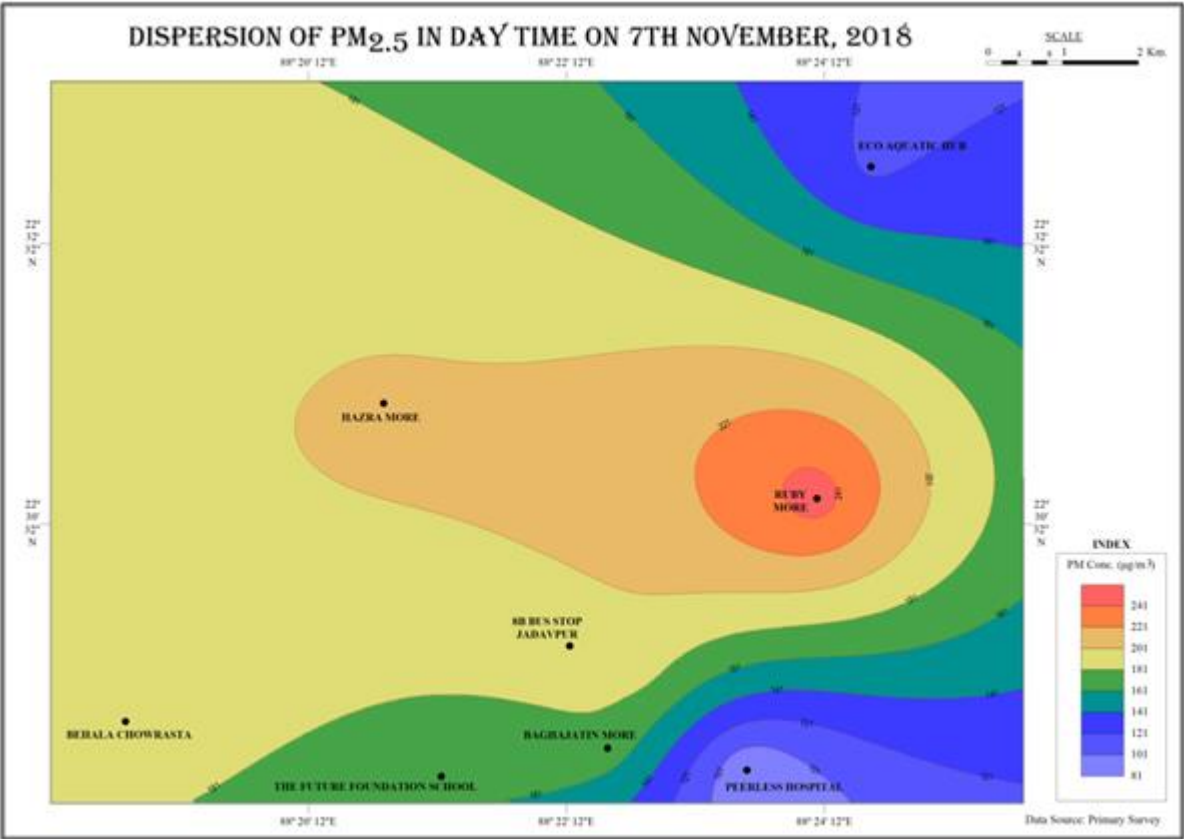 DISPERSION OF PM2.5 IN DAY TIME ON 7TH NOVEMBER, 2018
SCALE
0 1 2 Km.
88° 20' 12"E 88° 22' 12"E 88° 24' 12"E
ECO AQUATIC HUB
HAZRA MORE
RUBY
MORE
241
8B BUS STOP
JADAVPUR
BEHALA CHOWRASTA
BAGHAJATIN MORE
THE FUTURE FOUNDATION SCHOOL
PEERLESS HOSPITAL
INDEX
PM Conc. (µg/m³)
241
221
201
181
161
141
121
101
81
88° 20' 12"E 88° 22' 12"E 88° 24' 12"E
Data Source: Primary Survey